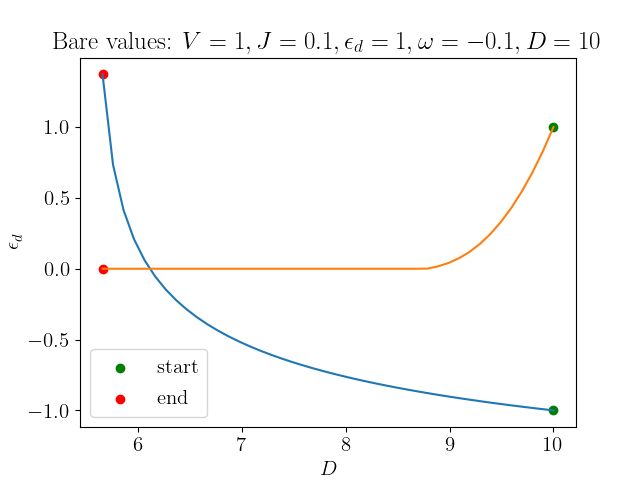 Bare values: V = 1, J = 0.1, ϵ_d = 1, ω = −0.1, D = 10
ϵ_d
1.0
0.5
0.0
−0.5
−1.0
start
end
6 7 8 9 10
D